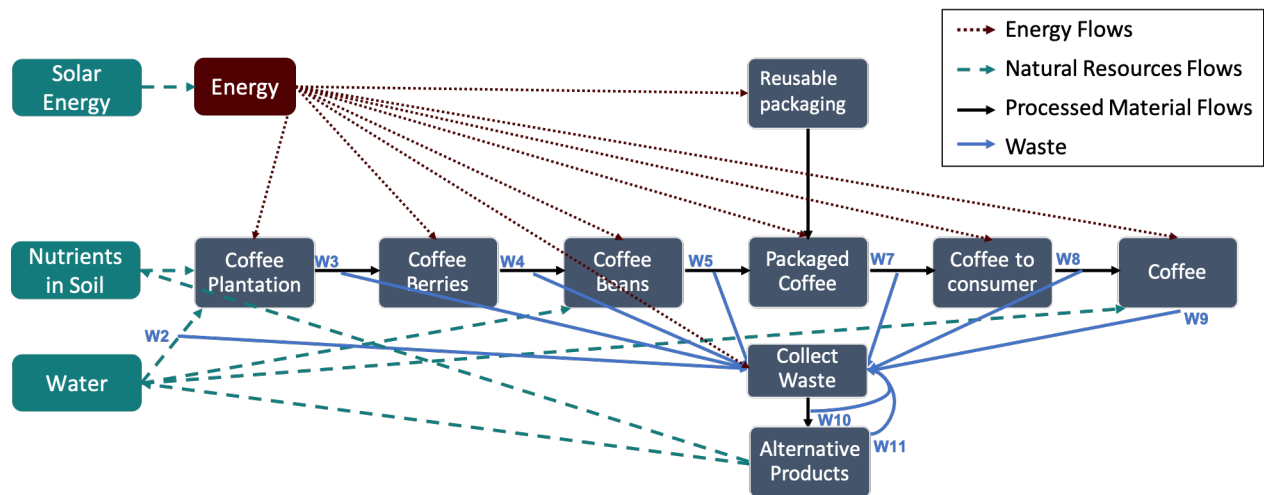 Energy Flows
Natural Resources Flows
Processed Material Flows
Waste
Solar
Energy
Energy
Reusable
packaging
Nutrients
in Soil
Coffee
Plantation
W3
Coffee
Berries
W4
Coffee
Beans
W5
Packaged
Coffee
W7
Coffee to
consumer
W8
Coffee
W9
W2
Water
Collect
Waste
W10
W11
Alternative
Products